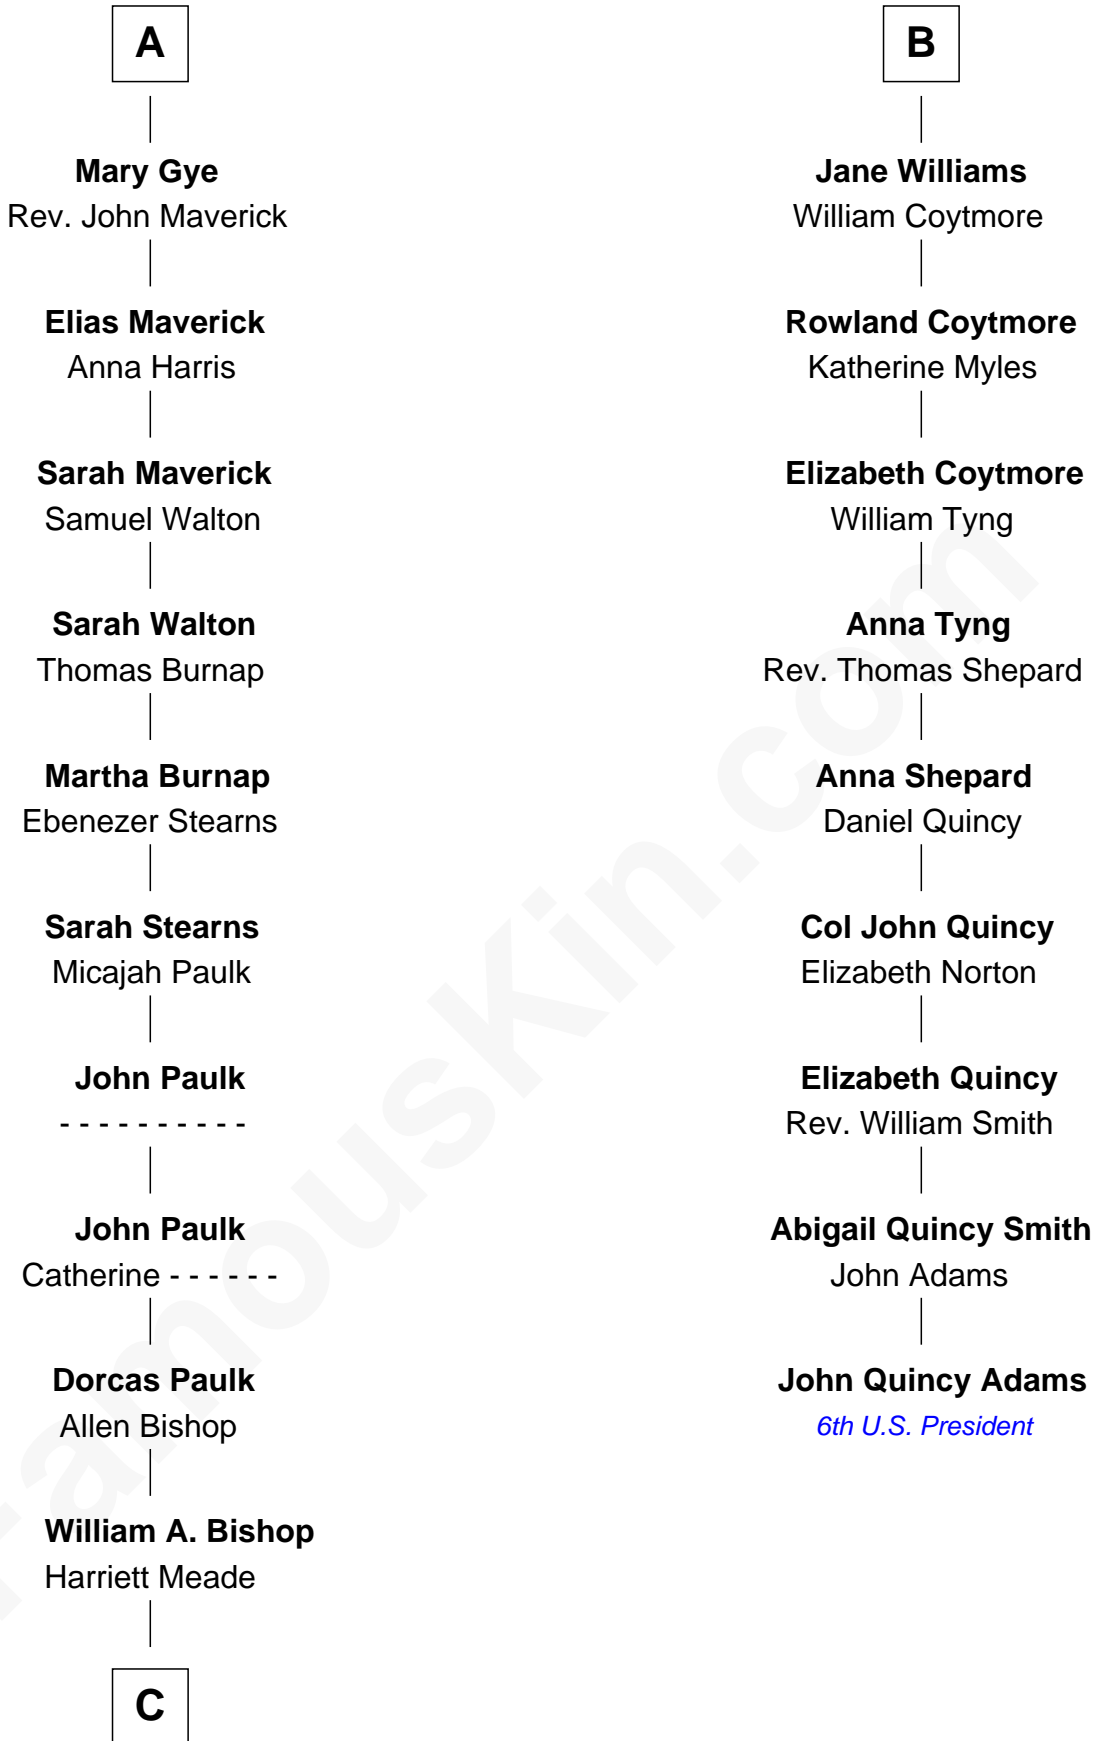 A
Mary Gye
Rev. John Maverick
Elias Maverick
Anna Harris
Sarah Maverick
Samuel Walton
Sarah Walton
Thomas Burnap
Martha Burnap
Ebenezer Stearns
Sarah Stearns
Micajah Paulk
John Paulk
- - - - - - - - - -
John Paulk
Catherine - - - - - -
Dorcas Paulk
Allen Bishop
William A. Bishop
Harriett Meade
C
B
Jane Williams
William Coytmore
Rowland Coytmore
Katherine Myles
Elizabeth Coytmore
William Tyng
Anna Tyng
Rev. Thomas Shepard
Anna Shepard
Daniel Quincy
Col John Quincy
Elizabeth Norton
Elizabeth Quincy
Rev. William Smith
Abigail Quincy Smith
John Adams
John Quincy Adams
6th U.S. President
FamousKin.com